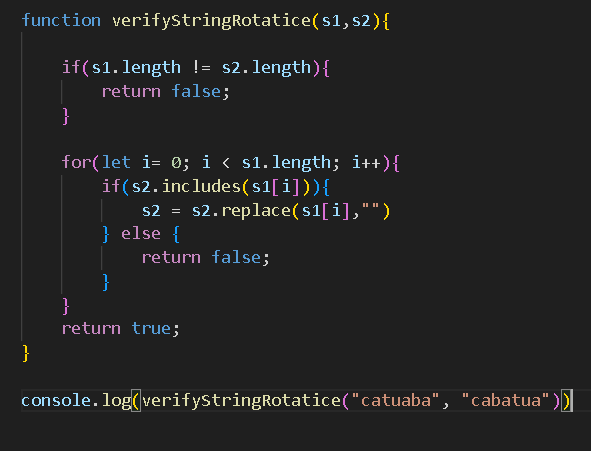 function verifyStringRotatice(s1,s2){
if(s1.length != s2.length){
return false;
}
for(let i= 0; i < s1.length; i++){
if(s2.includes(s1[i])){
s2 = s2.replace(s1[i],"")
} else {
return false;
}
}
return true;
}
console.log(verifyStringRotatice("catuaba", "cabatua"))